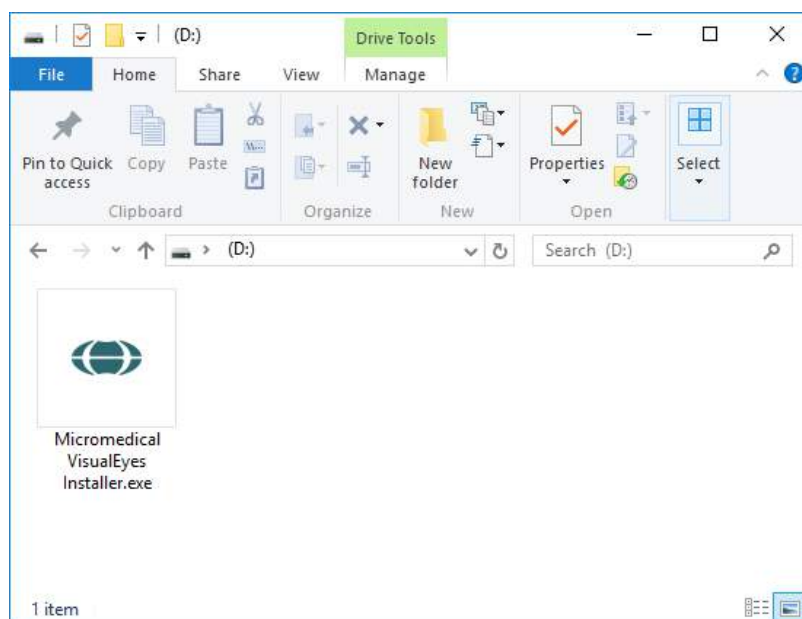 (D:)
Drive Tools
File
Home
Share
View
Manage
Pin to Quick
access
Copy
Paste
W...
New
folder
Properties
Select
Clipboard
Organize
New
Open
(D:)
Search (D:)
Micromedical
VisualEyes
Installer.exe
1 item